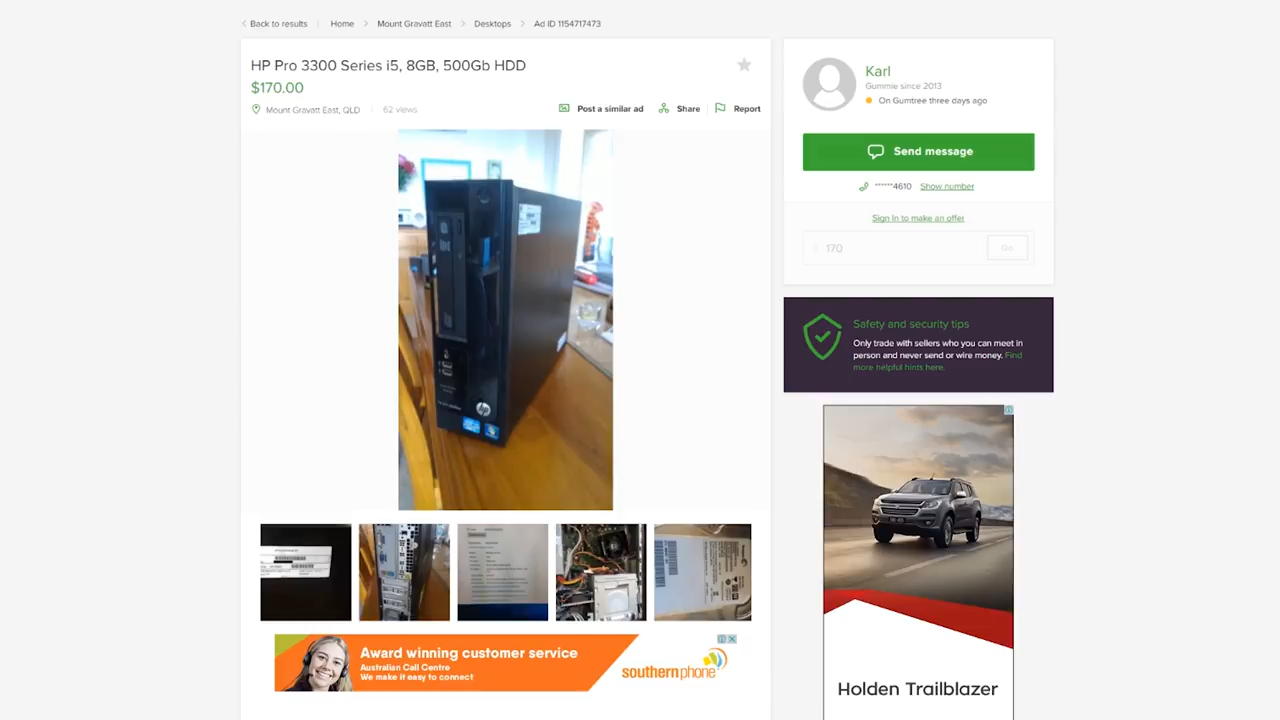 Back to results
Home
Mount Gravatt East
Desktops
Ad ID 1154717473
HP Pro 3300 Series i5, 8GB, 500Gb HDD
$170.00
Mount Gravatt East, QLD
62 views
Post a similar ad
Share
Report
hp
Karl
Gummie since 2013
On Gumtree three days ago
Send message
******4610 Show number
Sign in to make an offer
170
Go
Safety and security tips
Only trade with sellers who you can meet in
person and never send or wire money. Find
more helpful hints here.
Award winning customer service
Australian Call Centre
We make it easy to connect
southernphone
Holden Trailblazer